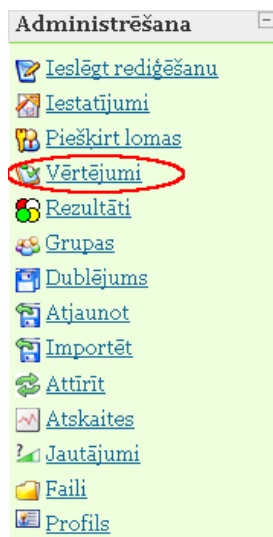 Administrēšana
Ieslēgt rediģēšanu
Iestatījumi
Piešķirt lomas
Vērtējumi
Rezultāti
Grupas
Dublējums
Atjaunot
Importēt
Attīrīt
Atskaites
Jautājumi
Faili
Profils